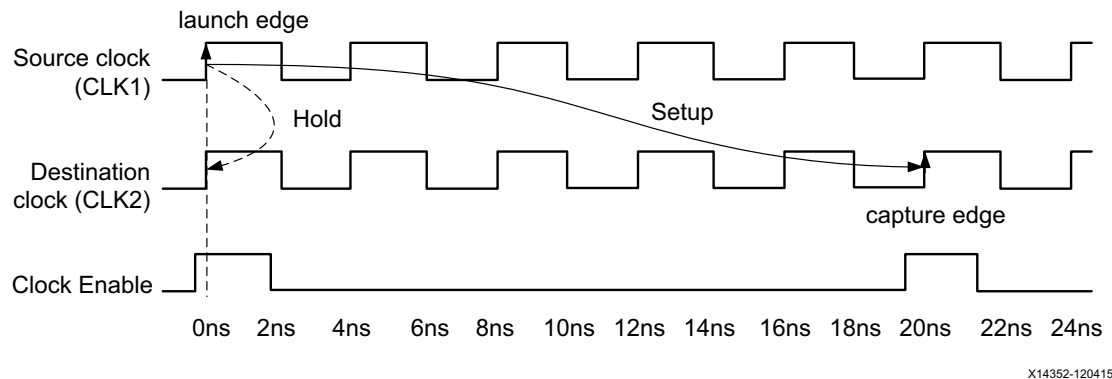 launch edge
Source clock
(CLK1)
Hold
Setup
Destination
clock (CLK2)
capture edge
Clock Enable
0ns 2ns 4ns 6ns 8ns 10ns 12ns 14ns 16ns 18ns 20ns 22ns 24ns
X14352-120415